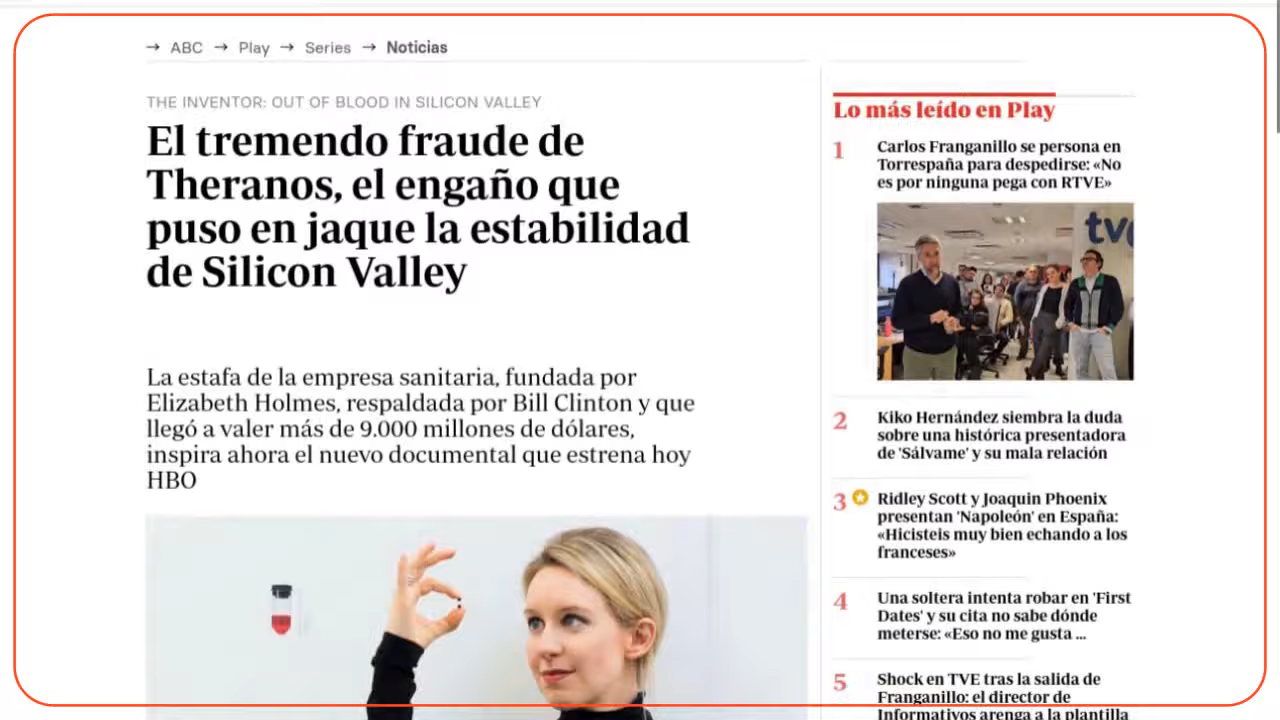 → ABC → Play → Series → Noticias
THE INVENTOR: OUT OF BLOOD IN SILICON VALLEY
El tremendo fraude de
Theranos, el engaño que
puso en jaque la estabilidad
de Silicon Valley
La estafa de la empresa sanitaria, fundada por
Elizabeth Holmes, respaldada por Bill Clinton y que
llegó a valer más de 9.000 millones de dólares,
inspira ahora el nuevo documental que estrena hoy
HBO
Lo más leído en Play
1
Carlos Franganillo se persona en
Torrespaña para despedirse: «No
es por ninguna pega con RTVE»
tve
2
Kiko Hernández siembra la duda
sobre una histórica presentadora
de 'Sálvame' y su mala relación
3
Ridley Scott y Joaquin Phoenix
presentan 'Napoleón' en España:
«Hicisteis muy bien echando a los
franceses»
4
Una soltera intenta robar en 'First
Dates' y su cita no sabe dónde
meterse: «Eso no me gusta ...
5
Shock en TVE tras la salida de
Franganillo: el director de
Informativos arenga a la plantilla